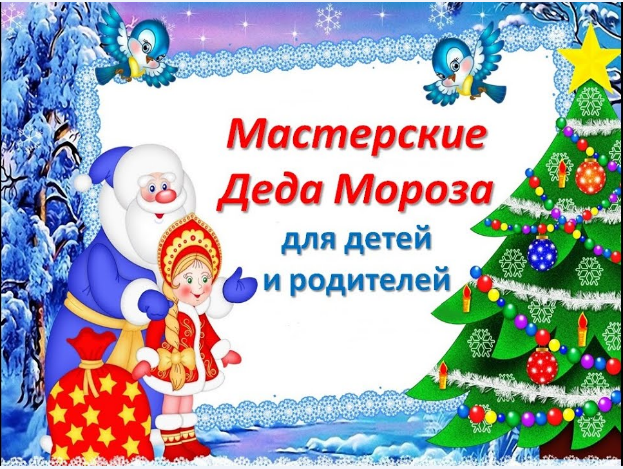 Мастерские
Деда Мороза
для детей
и родителей